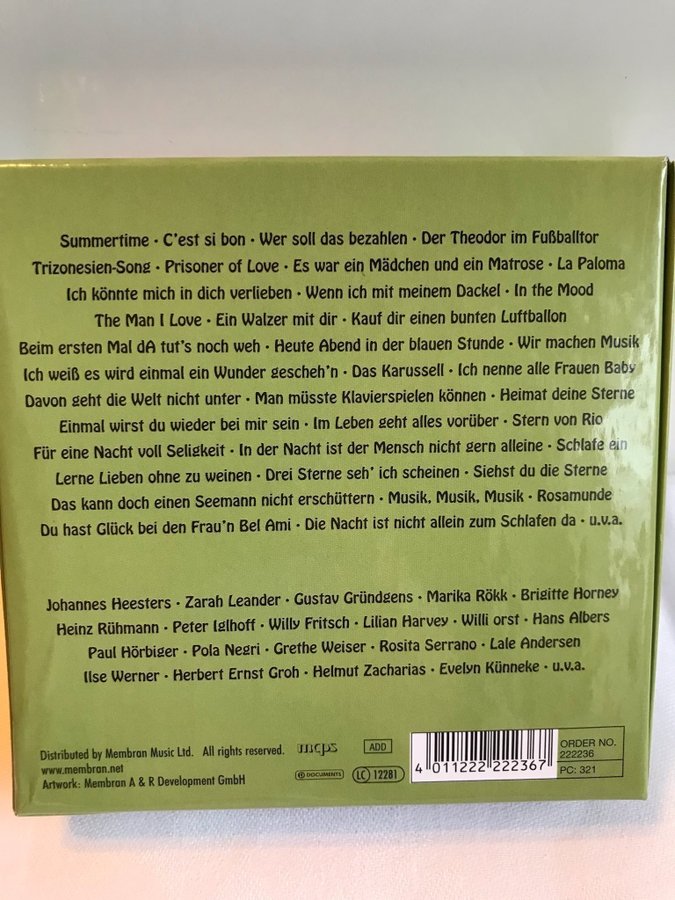 Summertime · C'est si bon · Wer soll das bezahlen · Der Theodor im Fußballtor
Trizonesien-Song · Prisoner of Love · Es war ein Mädchen und ein Matrose · La Paloma
Ich könnte mich in dich verlieben · Wenn ich mit meinem Dackel · In the Mood
The Man I Love · Ein Walzer mit dir · Kauf dir einen bunten Luftballon
Beim ersten Mal dA tut's noch weh · Heute Abend in der blauen Stunde · Wir machen Musik
Ich weiß es wird einmal ein Wunder gescheh'n · Das Karussell · Ich nenne alle Frauen Baby
Davon geht die Welt nicht unter · Man müsste Klavierspielen können · Heimat deine Sterne
Einmal wirst du wieder bei mir sein · Im Leben geht alles vorüber · Stern von Rio
Für eine Nacht voll Seligkeit · In der Nacht ist der Mensch nicht gern alleine · Schlafe ein
Lerne Lieben ohne zu weinen · Drei Sterne seh' ich scheinen · Siehst du die Sterne
Das kann doch einen Seemann nicht erschüttern · Musik, Musik, Musik · Rosamunde
Du hast Glück bei den Frau'n Bel Ami · Die Nacht ist nicht allein zum Schlafen da · u.v.a.
Johannes Heesters · Zarah Leander · Gustav Gründgens · Marika Rökk · Brigitte Horney
Heinz Rühmann · Peter Iglhoff · Willy Fritsch · Lilian Harvey · Willi orst · Hans Albers
Paul Hörbiger · Pola Negri · Grethe Weiser · Rosita Serrano · Lale Andersen
Ilse Werner · Herbert Ernst Groh · Helmut Zacharias · Evelyn Künneke · u.v.a.
Distributed by Membran Music Ltd. All rights reserved.
www.membran.net
Artwork: Membran A & R Development GmbH
mcps
ADD
DOCUMENTS
LC 12281
4 011222 222367
ORDER NO.
222236
PC: 321